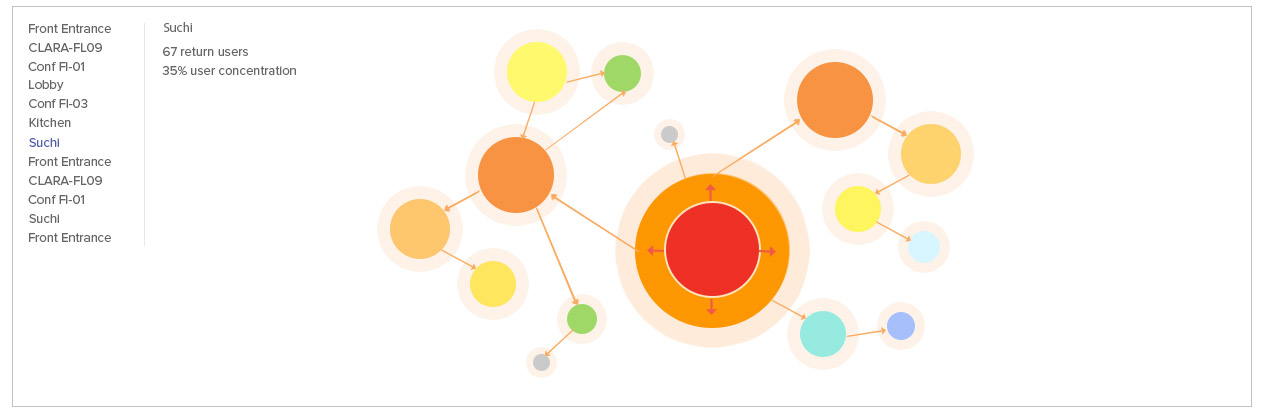 Front Entrance
CLARA-FL09
Conf Fl-01
Lobby
Conf Fl-03
Kitchen
Suchi
Front Entrance
CLARA-FL09
Conf Fl-01
Suchi
Front Entrance
Suchi
67 return users
35% user concentration